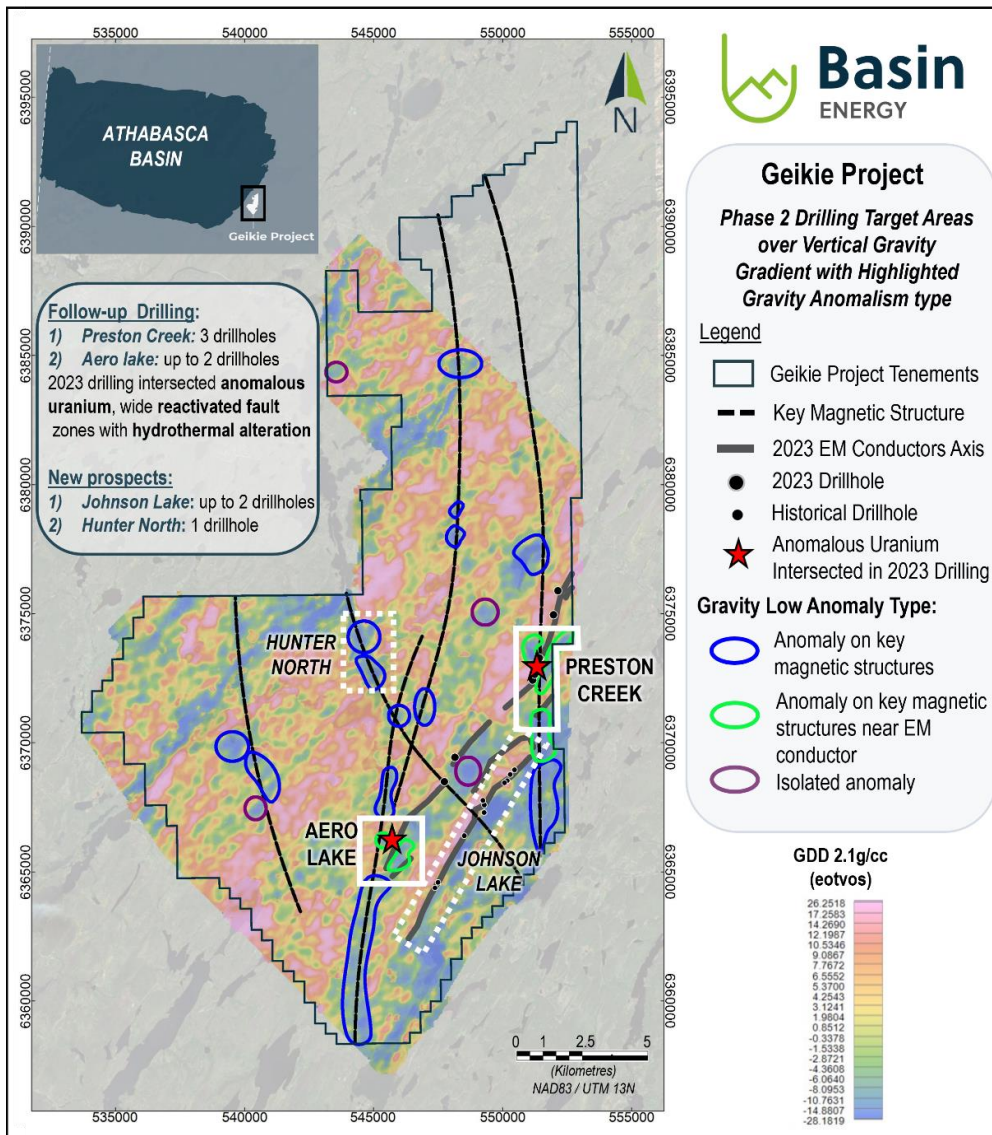 535000 540000 545000 550000 555000
6395000
6390000
6385000
6380000
6375000
6370000
6365000
6360000
ATHABASCA
BASIN
Geikie Project
N
Follow-up Drilling:
1) Preston Creek: 3 drillholes
2) Aero lake: up to 2 drillholes
2023 drilling intersected anomalous
uranium, wide reactivated fault
zones with hydrothermal alteration
New prospects:
1) Johnson Lake: up to 2 drillholes
2) Hunter North: 1 drillhole
HUNTER
NORTH
PRESTON
CREEK
AERO
LAKE
JOHNSON
LAKE
0 1 2.5 5
(Kilometres)
NAD83 / UTM 13N
6395000
6390000
6385000
6380000
6375000
6370000
6365000
6360000
535000 540000 545000 550000 555000
Basin
ENERGY
Geikie Project
Phase 2 Drilling Target Areas
over Vertical Gravity
Gradient with Highlighted
Gravity Anomalism type
Legend
Geikie Project Tenements
Key Magnetic Structure
2023 EM Conductors Axis
2023 Drillhole
Historical Drillhole
Anomalous Uranium
Intersected in 2023 Drilling
Gravity Low Anomaly Type:
Anomaly on key
magnetic structures
Anomaly on key magnetic
structures near EM
conductor
Isolated anomaly
GDD 2.1g/cc
(eotvos)
26.2518
17.2583
14.2690
12.1987
10.5346
9.0867
7.7672
6.5552
5.3700
4.2543
3.1241
1.9804
0.8512
-0.3378
-1.5338
-2.8721
-4.3608
-6.0640
-8.0953
-10.7631
-14.8807
-28.1819